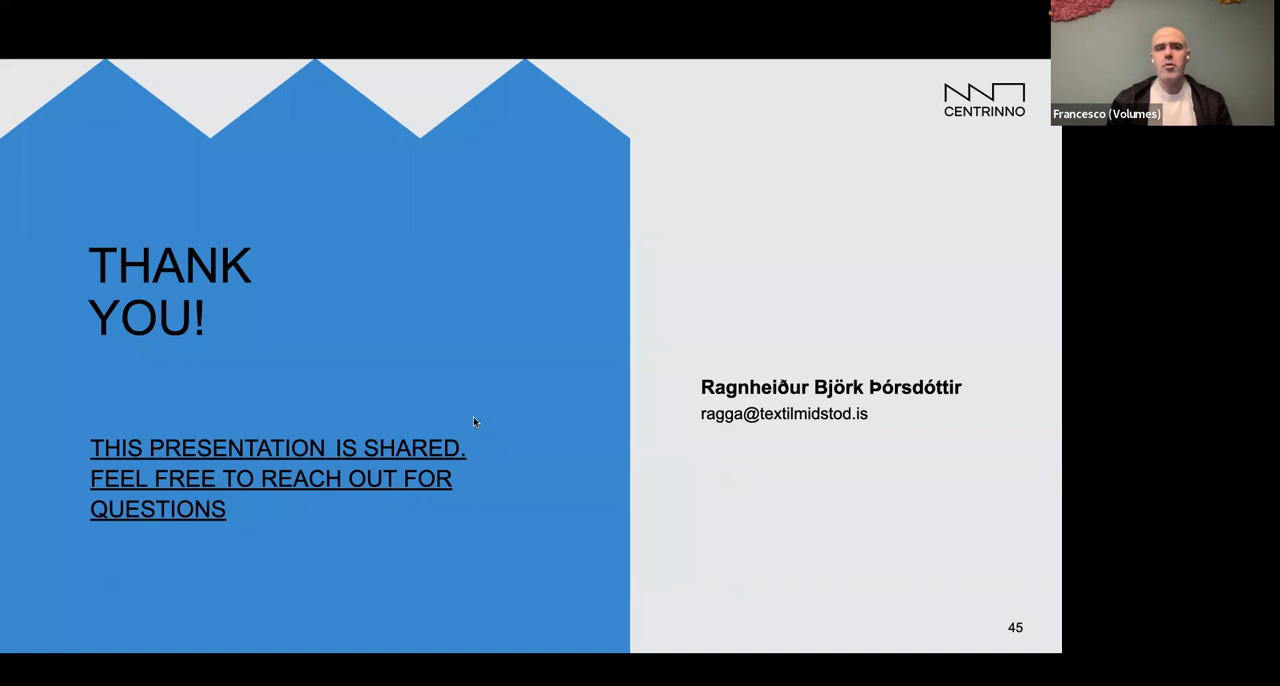 CENTRINNO
Francesco (Volumes)
THANK
YOU!
Ragnheiður Björk Þórsdóttir
ragga@textilmidstod.is
THIS PRESENTATION IS SHARED.
FEEL FREE TO REACH OUT FOR
QUESTIONS
45